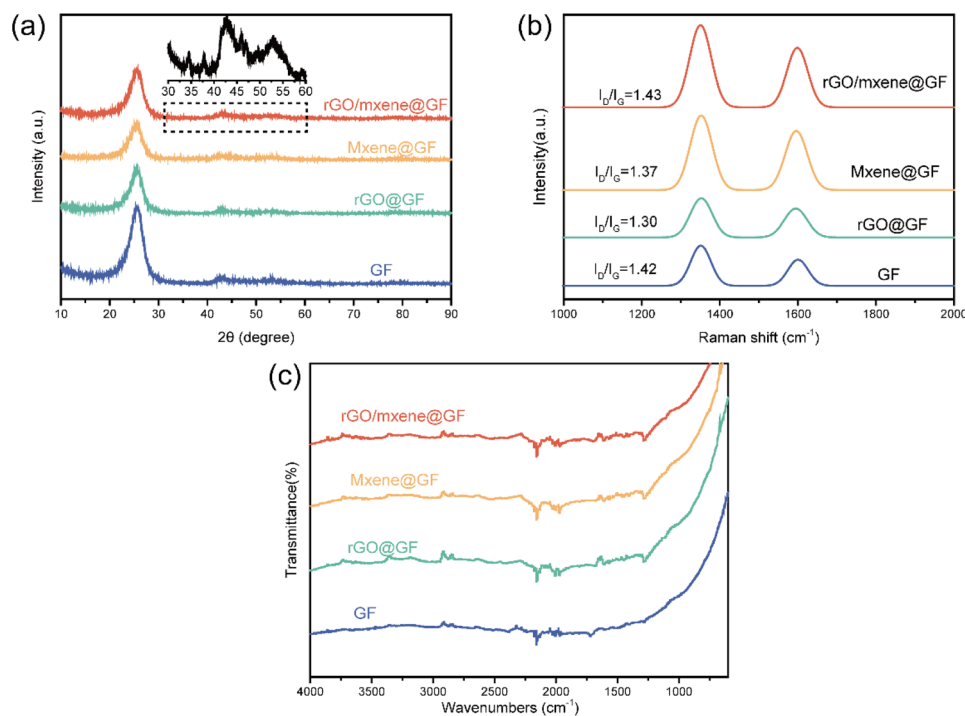 (a)
30 35 40 45 50 55 60
rGO/mxene@GF
Mxene@GF
rGO@GF
GF
Intensity (a.u.)
10 20 30 40 50 60 70 80 90
2θ (degree)
(b)
I_D/I_G=1.43
rGO/mxene@GF
I_D/I_G=1.37
Mxene@GF
I_D/I_G=1.30
rGO@GF
I_D/I_G=1.42
GF
Intensity(a.u.)
1000 1200 1400 1600 1800 2000
Raman shift (cm⁻¹)
(c)
rGO/mxene@GF
Mxene@GF
rGO@GF
GF
Transmittance(%)
4000 3500 3000 2500 2000 1500 1000
Wavenumbers (cm⁻¹)